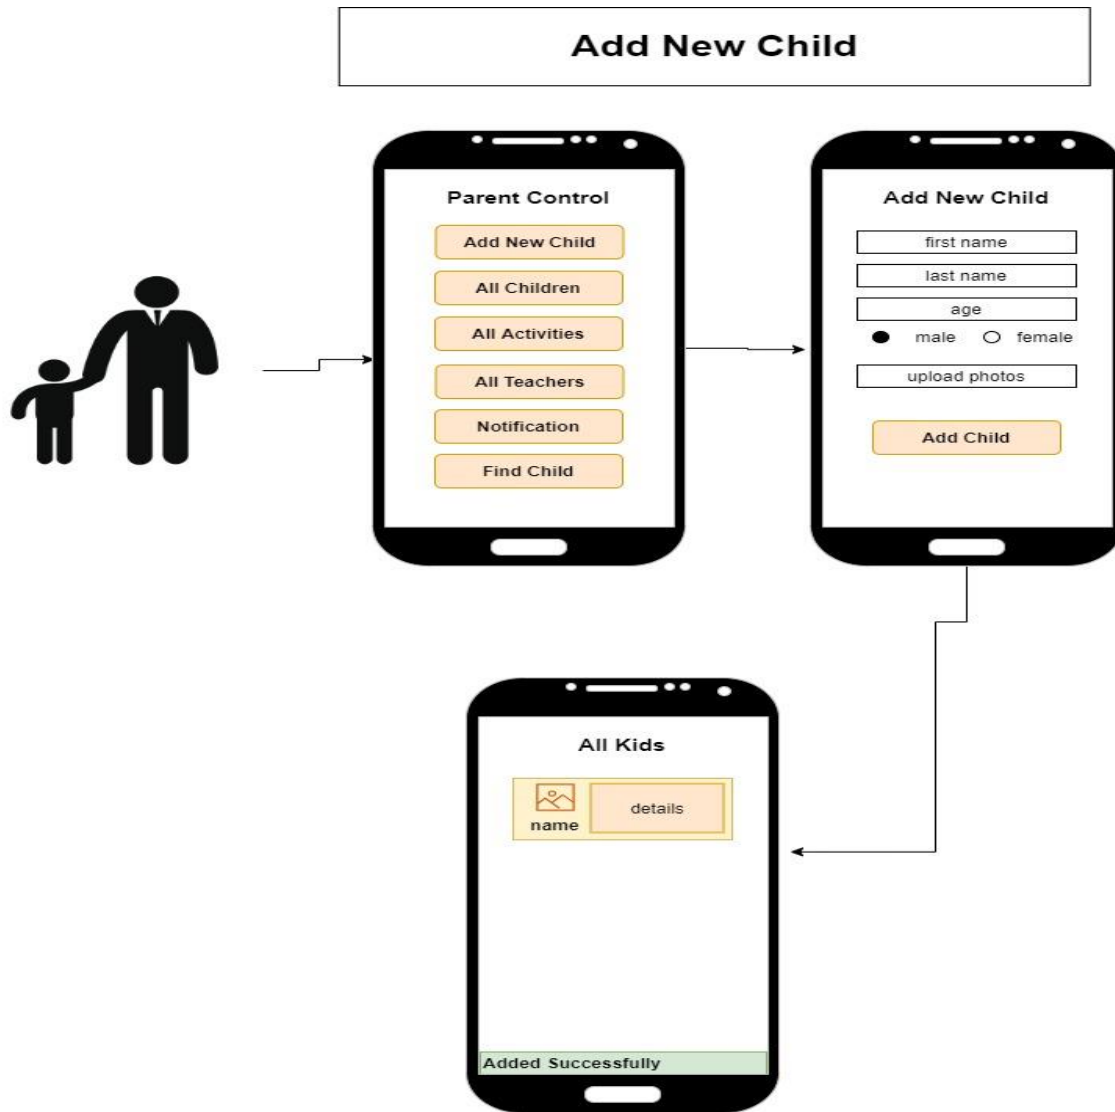 Add New Child
Parent Control
Add New Child
All Children
All Activities
All Teachers
Notification
Find Child
Add New Child
first name
last name
age
male female
upload photos
Add Child
All Kids
name
details
Added Successfully